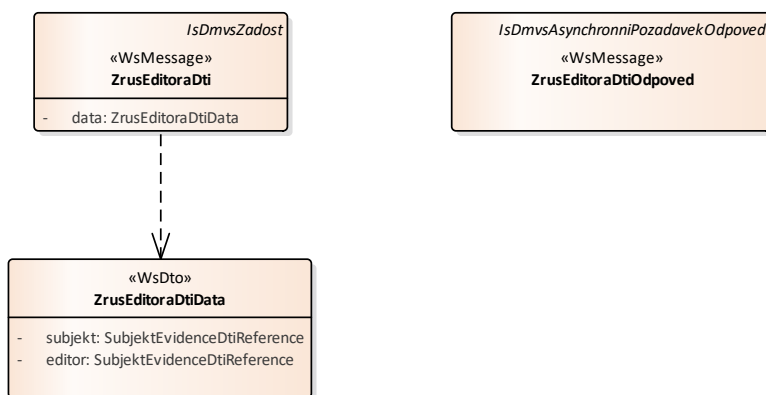 IsDmvsZadost
«WsMessage»
ZrusEditoraDti
- data: ZrusEditoraDtiData
IsDmvsAsynchronniPozadavekOdpoved
«WsMessage»
ZrusEditoraDtiOdpoved
«WsDto»
ZrusEditoraDtiData
- subjekt: SubjektEvidenceDtiReference
- editor: SubjektEvidenceDtiReference